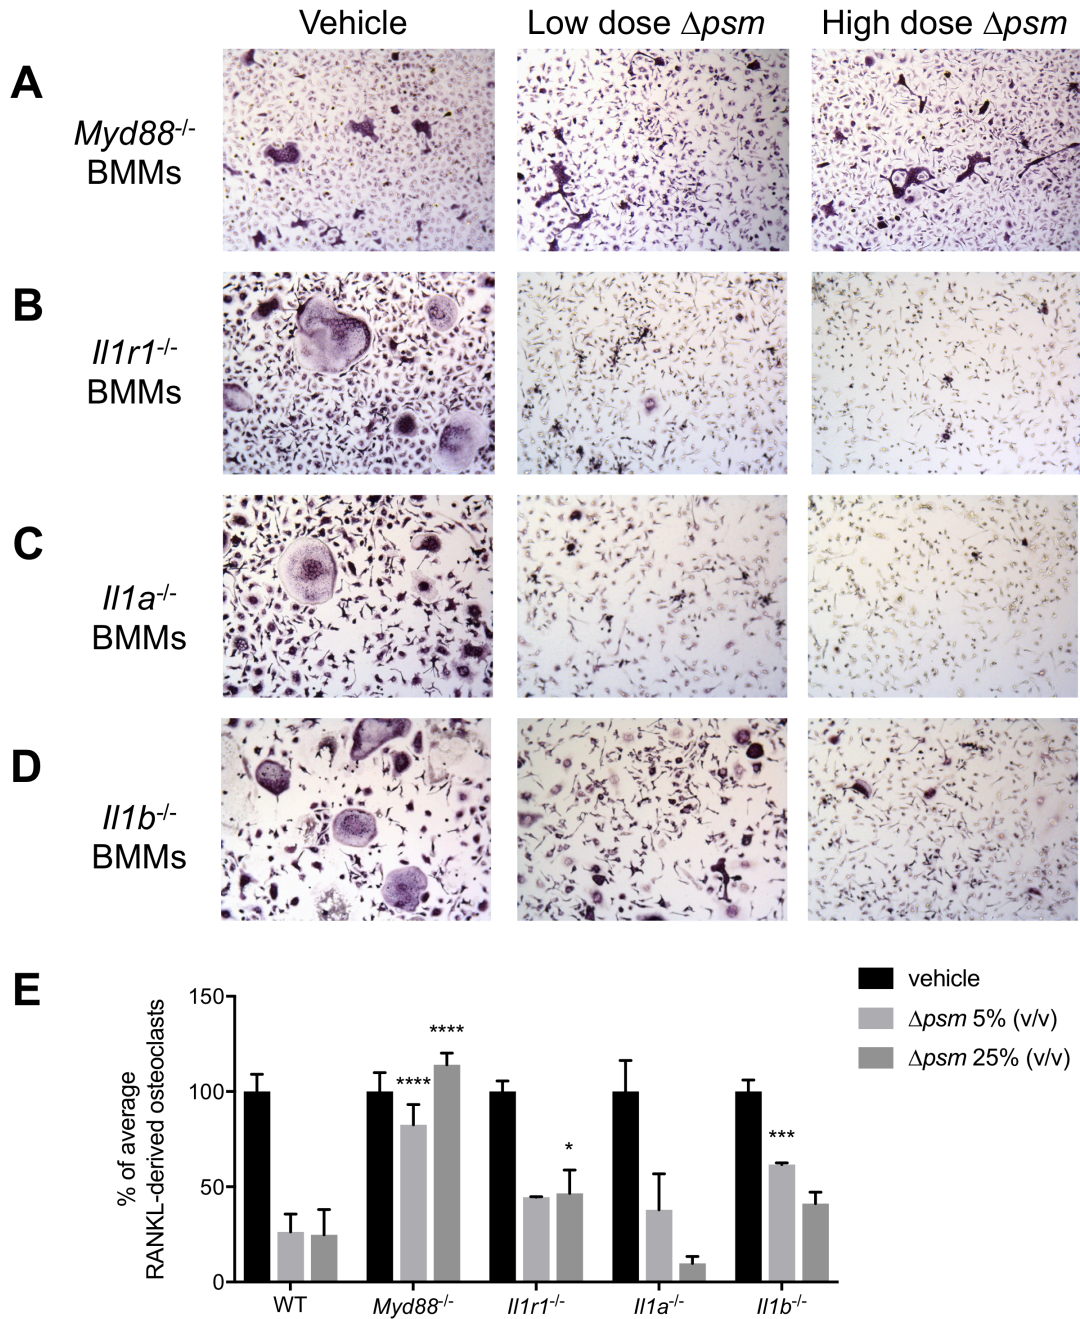 Vehicle
Low dose Δpsm
High dose Δpsm
A
Myd88-/-
BMMs
B
Il1r1-/-
BMMs
C
Il1a-/-
BMMs
D
Il1b-/-
BMMs
E
vehicle
Δpsm 5% (v/v)
Δpsm 25% (v/v)
% of average
RANKL-derived osteoclasts
150
100
50
0
****
****
*
***
WT
Myd88-/-
Il1r1-/-
Il1a-/-
Il1b-/-